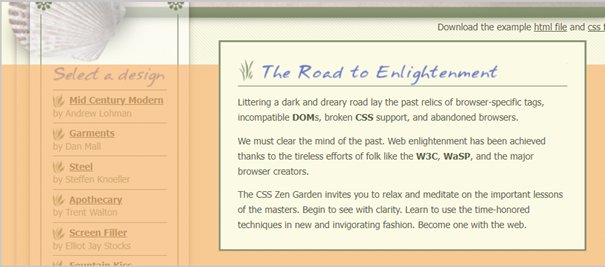 Download the example html file and css f
Select a design
Mid Century Modern
by Andrew Lohman
Garments
by Dan Mall
Steel
by Steffen Knoeller
Apothecary
by Trent Walton
Screen Filler
by Elliot Jay Stocks
Fountain Kiss
The Road to Enlightenment
Littering a dark and dreary road lay the past relics of browser-specific tags,
incompatible DOMs, broken CSS support, and abandoned browsers.
We must clear the mind of the past. Web enlightenment has been achieved
thanks to the tireless efforts of folk like the W3C, WaSP, and the major
browser creators.
The CSS Zen Garden invites you to relax and meditate on the important lessons
of the masters. Begin to see with clarity. Learn to use the time-honored
techniques in new and invigorating fashion. Become one with the web.